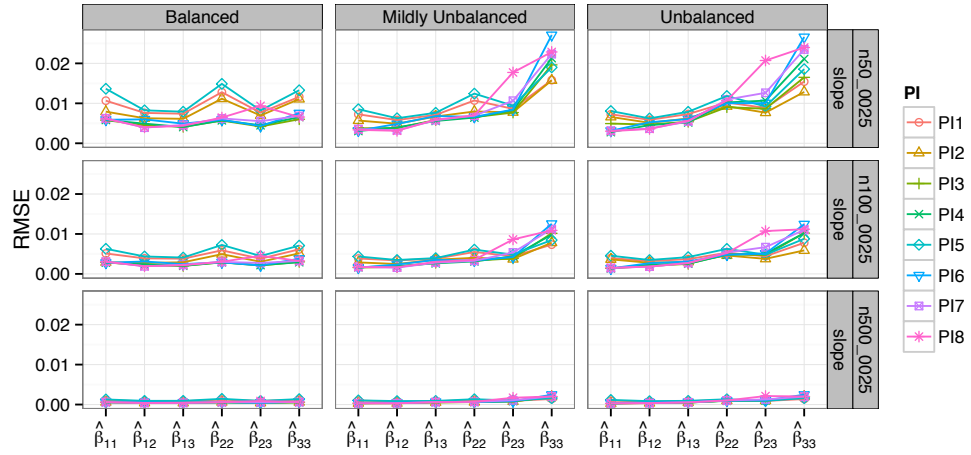 Balanced
Mildly Unbalanced
Unbalanced
RMSE
0.02
0.01
0.00
n50_0025
slope
0.02
0.01
0.00
n100_0025
slope
0.02
0.01
0.00
n500_0025
slope
β̂11 β̂12 β̂13 β̂22 β̂23 β̂33
β̂11 β̂12 β̂13 β̂22 β̂23 β̂33
β̂11 β̂12 β̂13 β̂22 β̂23 β̂33
PI
PI1
PI2
PI3
PI4
PI5
PI6
PI7
PI8